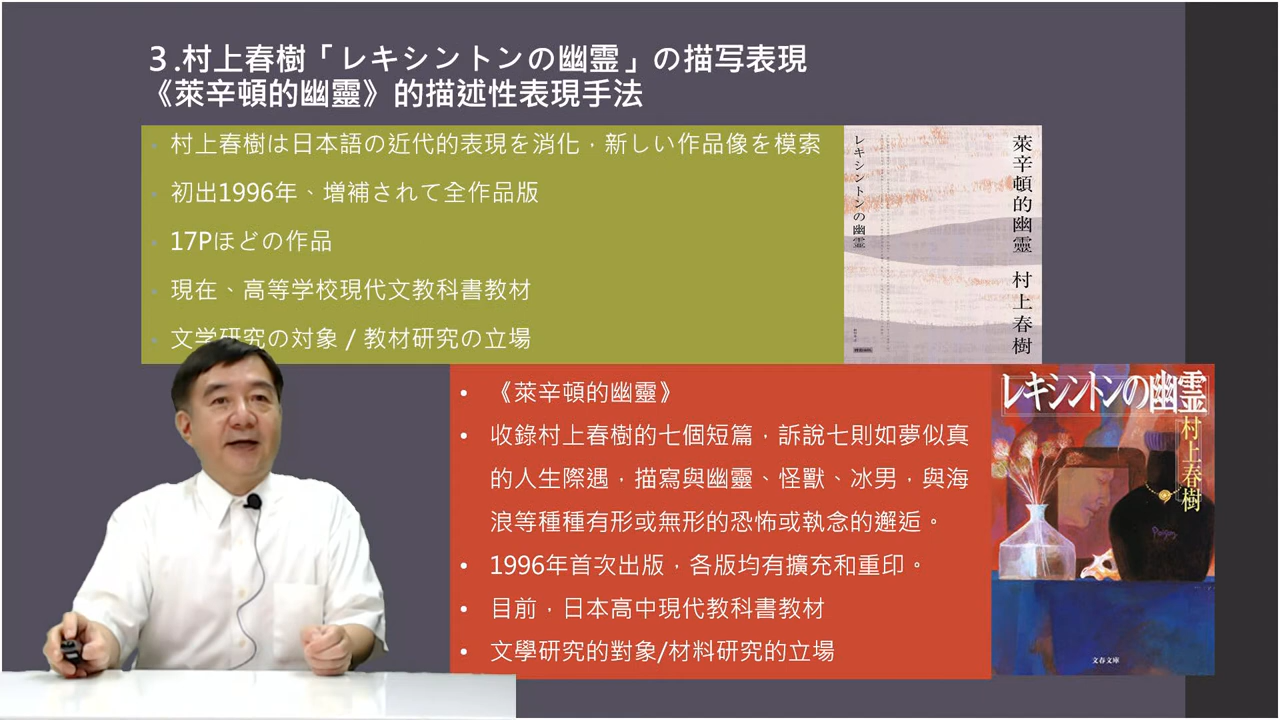 ３.村上春樹「レキシントンの幽霊」の描写表現
《萊辛頓的幽靈》的描述性表現手法
村上春樹は日本語の近代的表現を消化，新しい作品像を模索
初出1996年、増補されて全作品版
17Pほどの作品
現在、高等学校現代文教科書教材
文学研究の対象 / 教材研究の立場
レキシントンの幽靈
萊辛頓的幽靈 村上春樹
• 《萊辛頓的幽靈》
• 收錄村上春樹的七個短篇，訴說七則如夢似真
的人生際遇，描寫與幽靈、怪獸、冰男，與海
浪等種種有形或無形的恐怖或執念的邂逅。
• 1996年首次出版，各版均有擴充和重印。
• 目前，日本高中現代教科書教材
• 文學研究的對象/材料研究的立場
レキシントンの幽霊
村上春樹
文春文庫